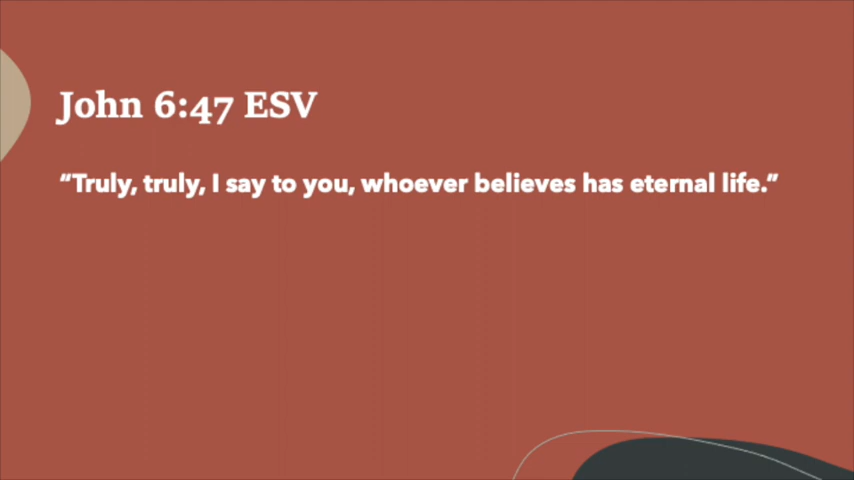 John 6:47 ESV
“Truly, truly, I say to you, whoever believes has eternal life.”